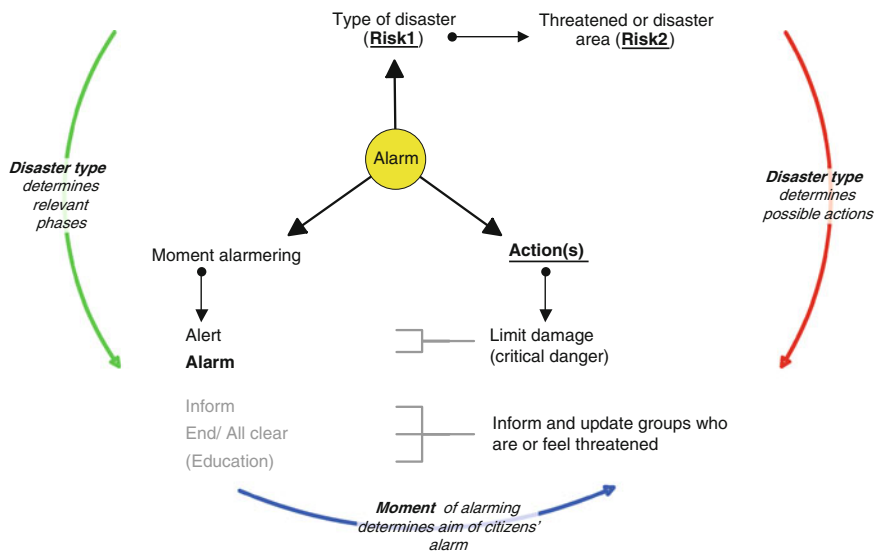 Type of disaster
(Risk1)
Threatened or disaster
area (Risk2)
Alarm
Disaster type
determines
relevant
phases
Disaster type
determines
possible actions
Moment alarmering
Action(s)
Alert
Alarm
Limit damage
(critical danger)
Inform
End/ All clear
(Education)
Inform and update groups who
are or feel threatened
Moment of alarming
determines aim of citizens'
alarm